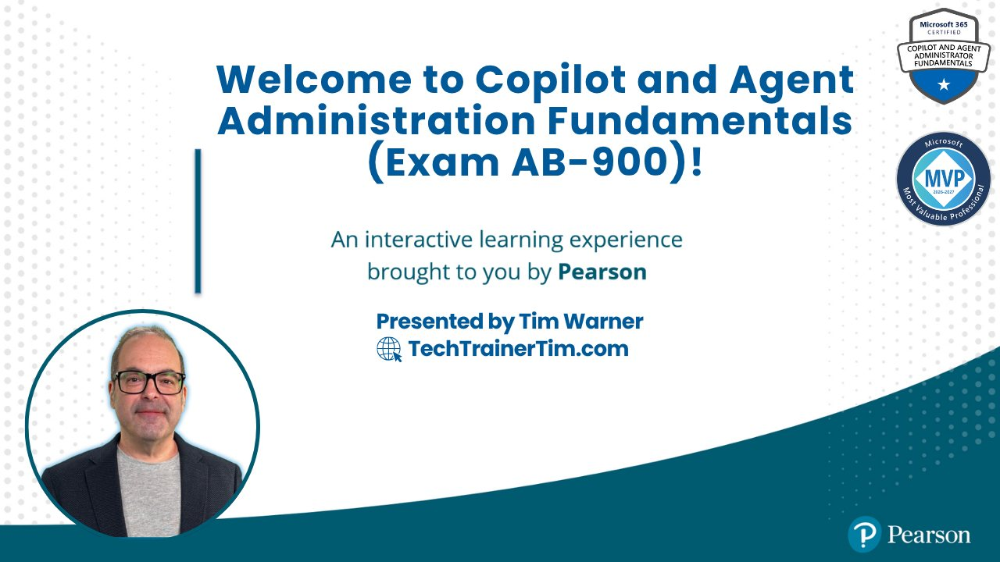 Microsoft 365
CERTIFIED
COPILOT AND AGENT
ADMINISTRATOR
FUNDAMENTALS
Welcome to Copilot and Agent
Administration Fundamentals
(Exam AB-900)!
Microsoft
MVP
2026-2027
Most Valuable Professional
An interactive learning experience
brought to you by Pearson
Presented by Tim Warner
TechTrainerTim.com
P Pearson